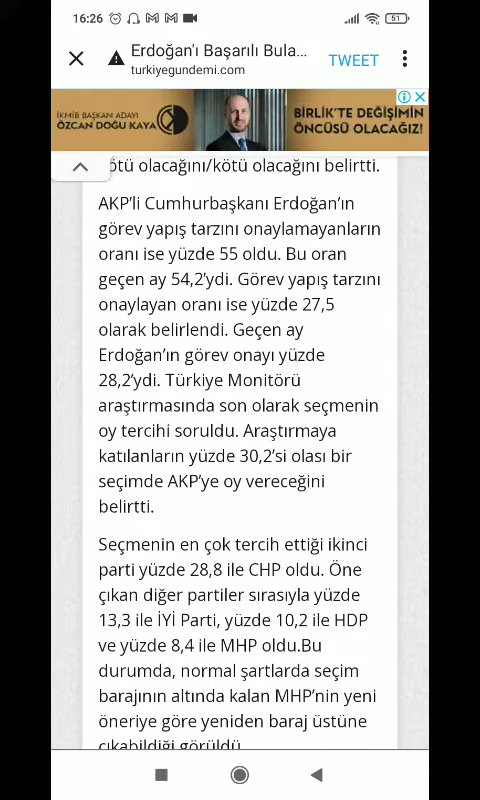 16:26
51
Erdoğan'ı Başarılı Bula...
turkiyegundemi.com
TWEET
İKMİB BAŞKAN ADAYI
ÖZCAN DOĞU KAYA
BİRLİK'TE DEĞİŞİMİN
ÖNCÜSÜ OLACAĞIZ!
kötü olacağını/kötü olacağını belirtti.
AKP'li Cumhurbaşkanı Erdoğan'ın
görev yapış tarzını onaylamayanların
oranı ise yüzde 55 oldu. Bu oran
geçen ay 54,2'ydi. Görev yapış tarzını
onaylayan oranı ise yüzde 27,5
olarak belirlendi. Geçen ay
Erdoğan'ın görev onayı yüzde
28,2'ydi. Türkiye Monitörü
araştırmasında son olarak seçmenin
oy tercihi soruldu. Araştırmaya
katılanların yüzde 30,2'si olası bir
seçimde AKP'ye oy vereceğini
belirtti.
Seçmenin en çok tercih ettiği ikinci
parti yüzde 28,8 ile CHP oldu. Öne
çıkan diğer partiler sırasıyla yüzde
13,3 ile İYİ Parti, yüzde 10,2 ile HDP
ve yüzde 8,4 ile MHP oldu.Bu
durumda, normal şartlarda seçim
barajının altında kalan MHP'nin yeni
öneriye göre yeniden baraj üstüne
çıkabildiği görüldü